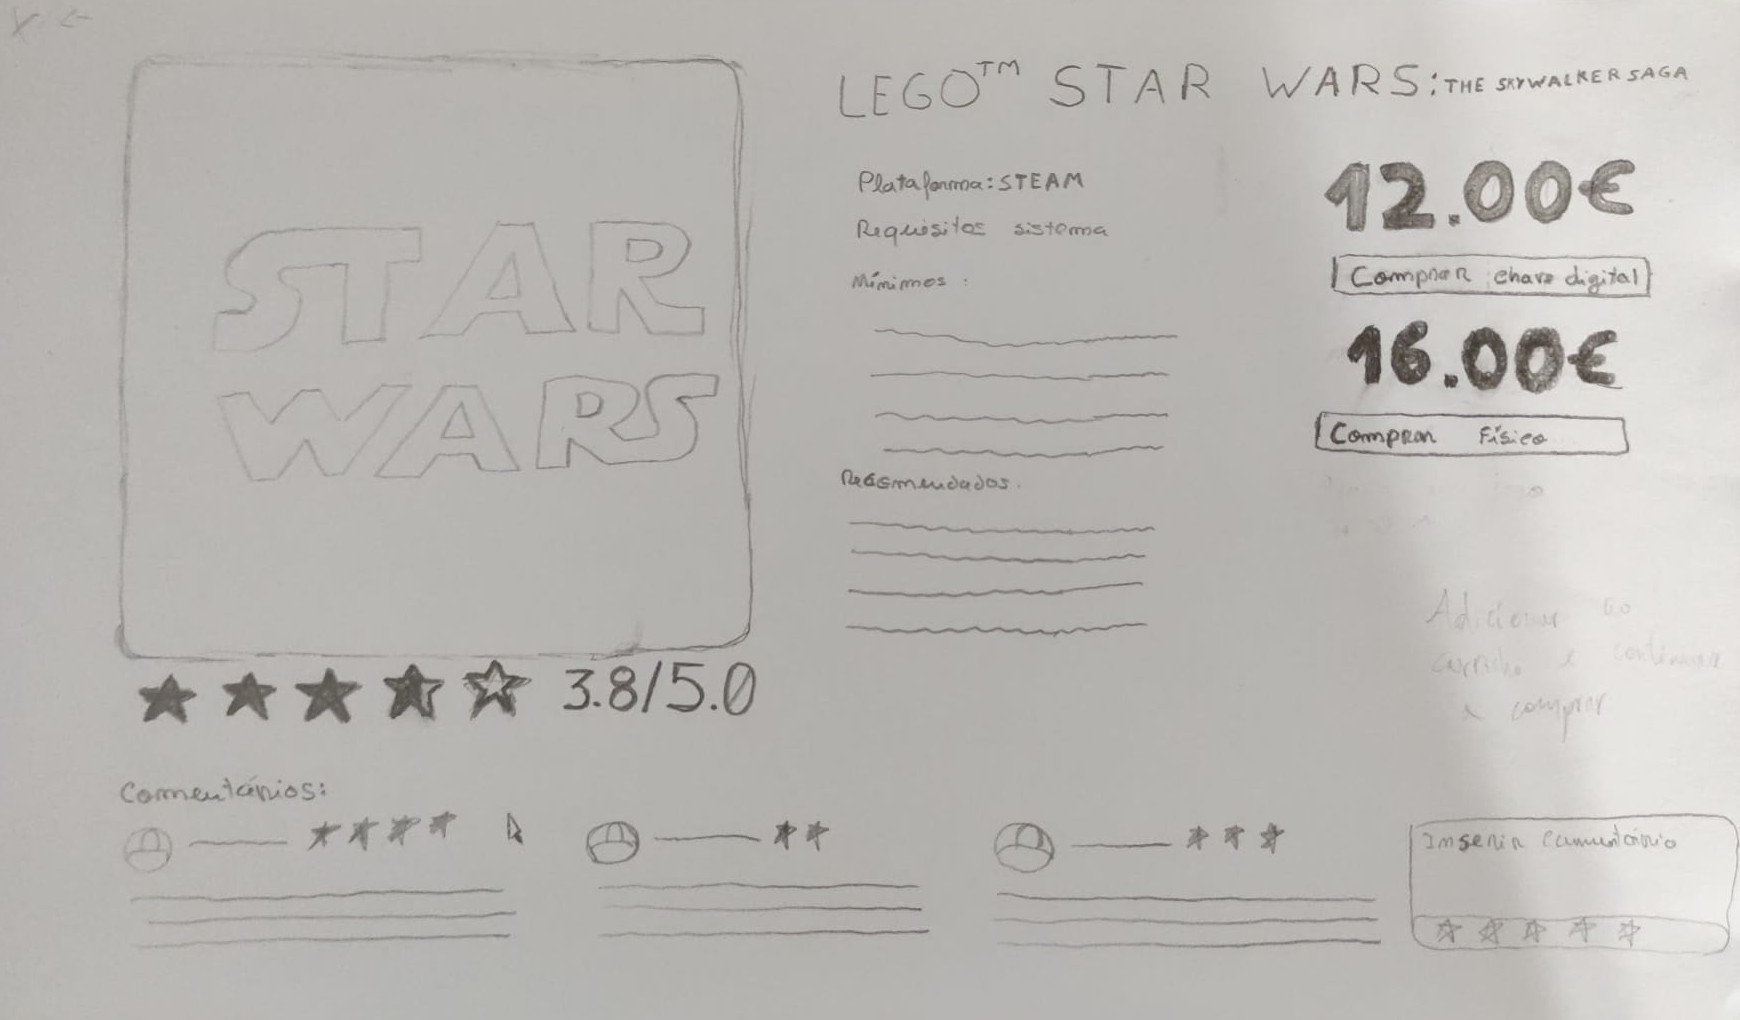 LEGO™ STAR WARS: THE SKYWALKER SAGA
STAR
WARS
Plataforma: STEAM
Requisitos sistema
Mínimos :
Recomendados:
12.00€
Comprar chave digital
16.00€
Comprar Físico
Adicionar ao
carrinho e continuar
a comprar
3.8/5.0
Comentários:
Inserir comentário